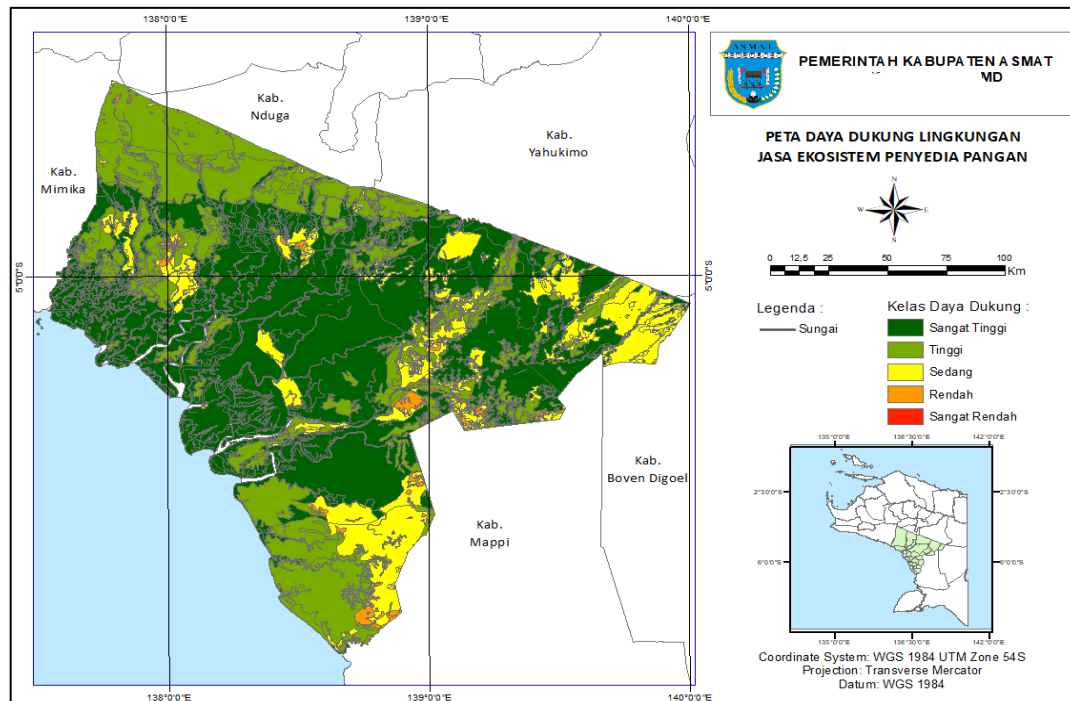 138°0'0"E
139°0'0"E
140°0'0"E
Kab.
Nduga
Kab.
Yahukimo
Kab.
Mimika
5°0'0"S
5°0'0"S
Kab.
Boven Digoel
Kab.
Mappi
138°0'0"E
139°0'0"E
140°0'0"E
ASMAT
PEMERINTAH KABUPATEN ASMAT
MD
PETA DAYA DUKUNG LINGKUNGAN
JASA EKOSISTEM PENYEDIA PANGAN
N
W E
S
0 12,5 25 50 75 100
Km
Legenda :
Sungai
Kelas Daya Dukung :
Sangat Tinggi
Tinggi
Sedang
Rendah
Sangat Rendah
135°0'0"E 138°30'0"E 142°0'0"E
2°30'0"S 2°30'0"S
6°0'0"S 6°0'0"S
135°0'0"E 138°30'0"E 142°0'0"E
Coordinate System: WGS 1984 UTM Zone 54S
Projection: Transverse Mercator
Datum: WGS 1984